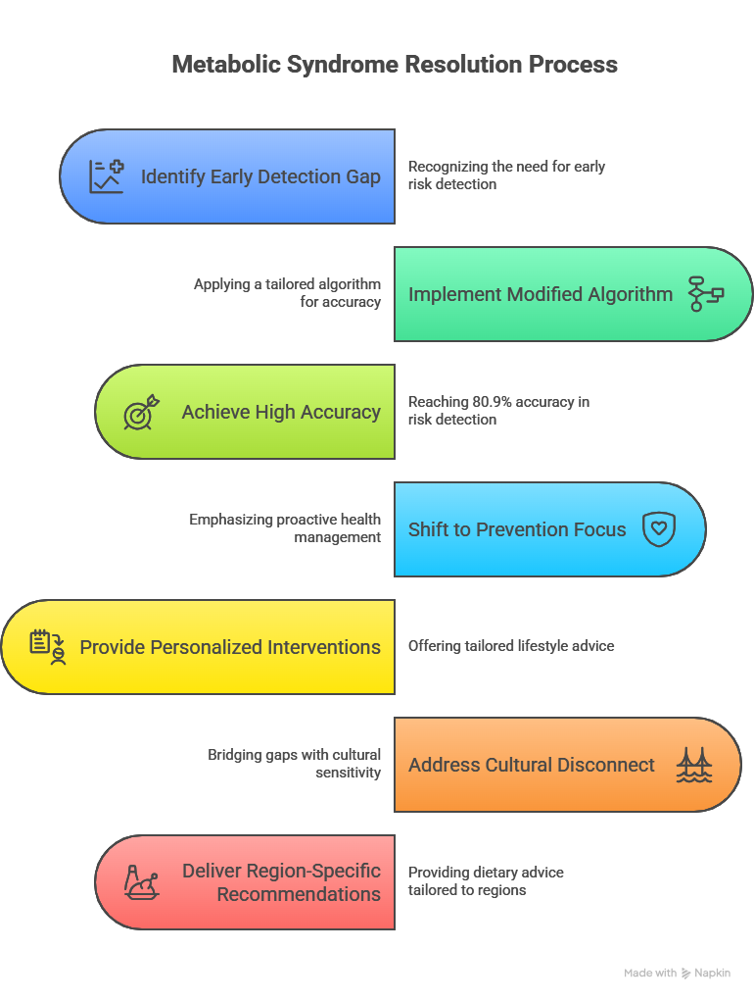 Metabolic Syndrome Resolution Process
Identify Early Detection Gap
Recognizing the need for early
risk detection
Applying a tailored algorithm
for accuracy
Implement Modified Algorithm
Achieve High Accuracy
Reaching 80.9% accuracy in
risk detection
Emphasizing proactive health
management
Shift to Prevention Focus
Provide Personalized Interventions
Offering tailored lifestyle advice
Bridging gaps with cultural
sensitivity
Address Cultural Disconnect
Deliver Region-Specific
Recommendations
Providing dietary advice
tailored to regions
Made with Napkin